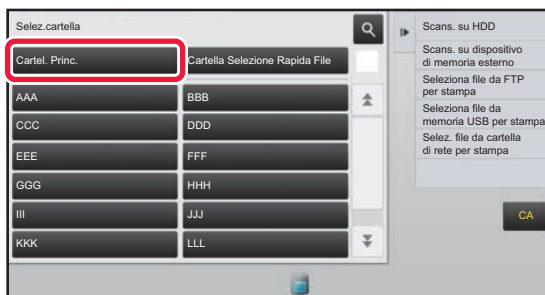 Selez.cartella
Cartel. Princ.
Cartella Selezione Rapida File
AAA
BBB
CCC
DDD
EEE
FFF
GGG
HHH
III
JJJ
KKK
LLL
Scans. su HDD
Scans. su dispositivo
di memoria esterno
Seleziona file da FTP
per stampa
Seleziona file da
memoria USB per stampa
Selez. file da cartella
di rete per stampa
CA